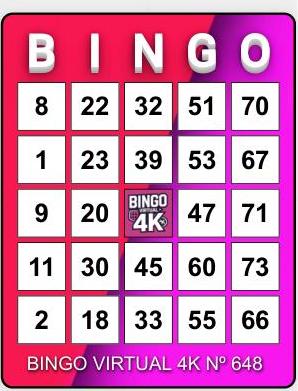 B I N G O
8 22 32 51 70
1 23 39 53 67
9 20 BINGO VIRTUAL 4K 47 71
11 30 45 60 73
2 18 33 55 66
BINGO VIRTUAL 4K Nº 648